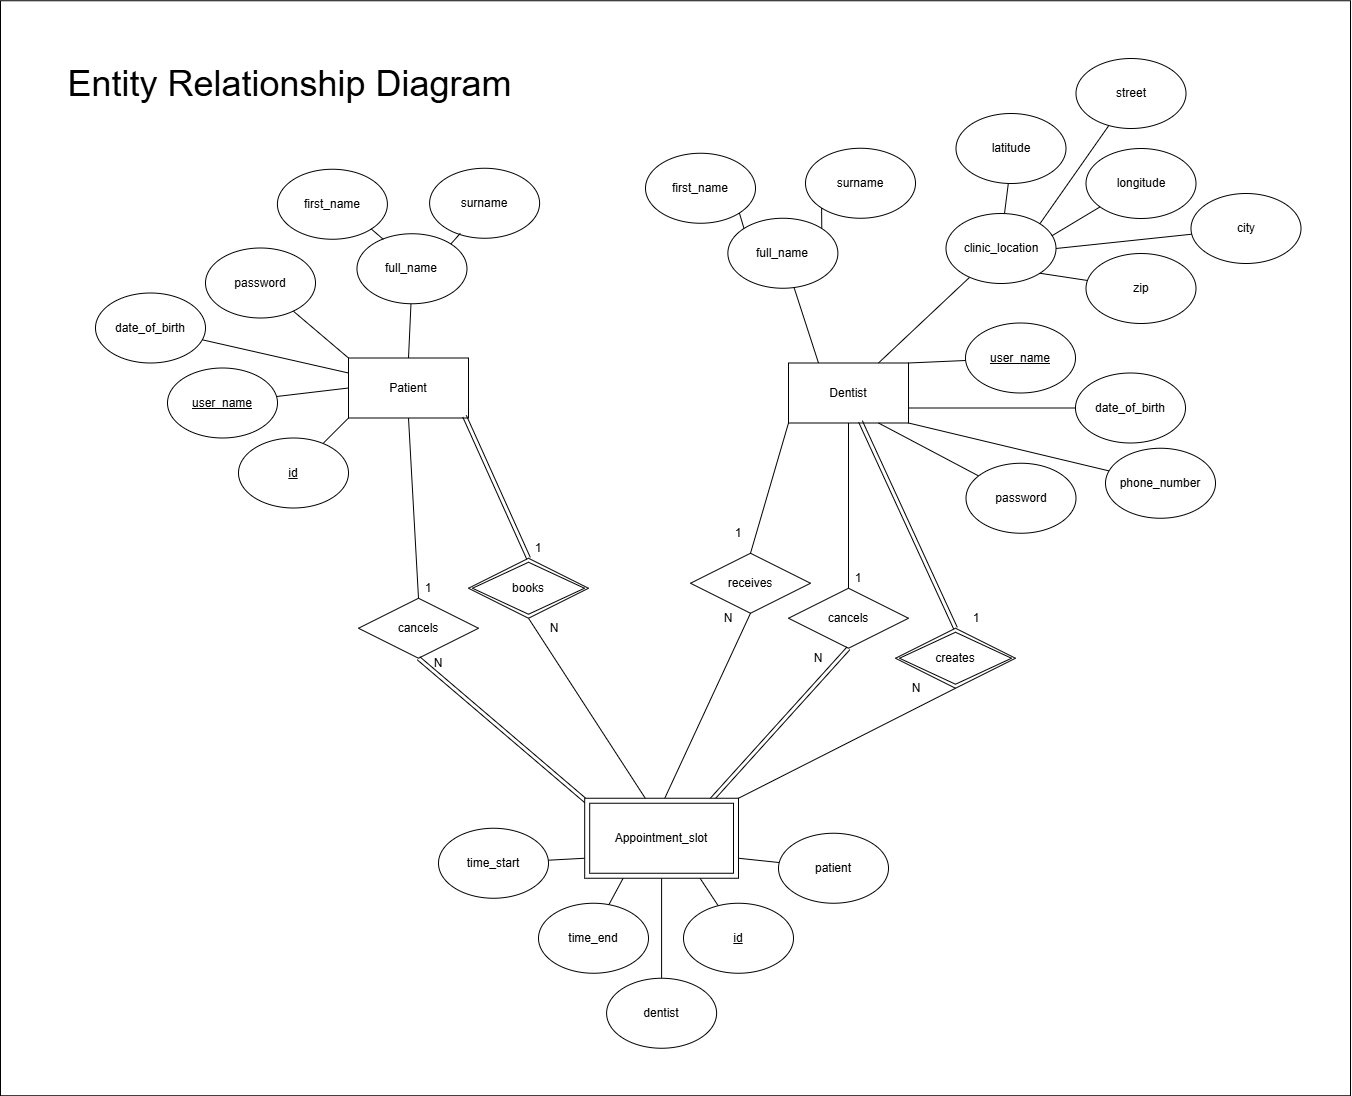 Entity Relationship Diagram
street
latitude
first_name
surname
first_name
surname
longitude
city
full_name
full_name
clinic_location
password
zip
date_of_birth
user_name
Patient
Dentist
user_name
date_of_birth
id
password
phone_number
1
1
books
receives
1
1
cancels
N
N
cancels
1
N
N
creates
N
Appointment_slot
time_start
patient
time_end
id
dentist